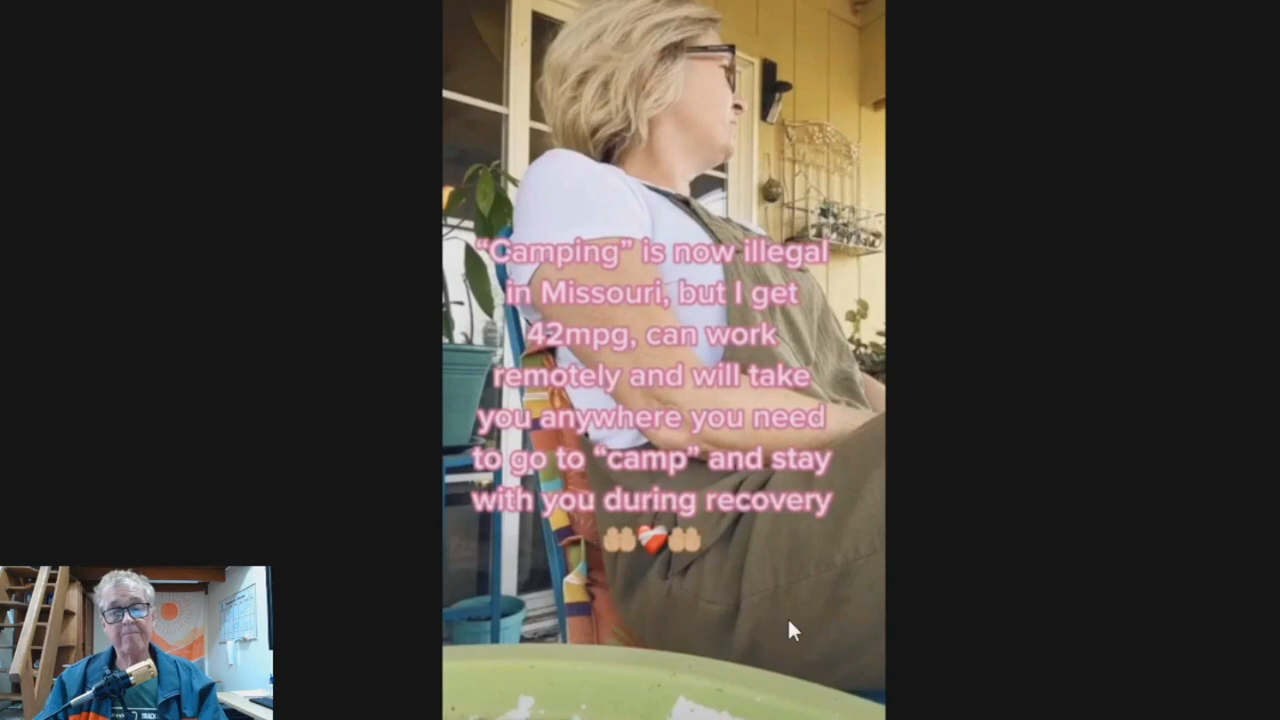 “Camping” is now illegal
in Missouri, but I get
42mpg, can work
remotely and will take
you anywhere you need
to go to “camp” and stay
with you during recovery
🤲🏼❤️‍🩹🤲🏼